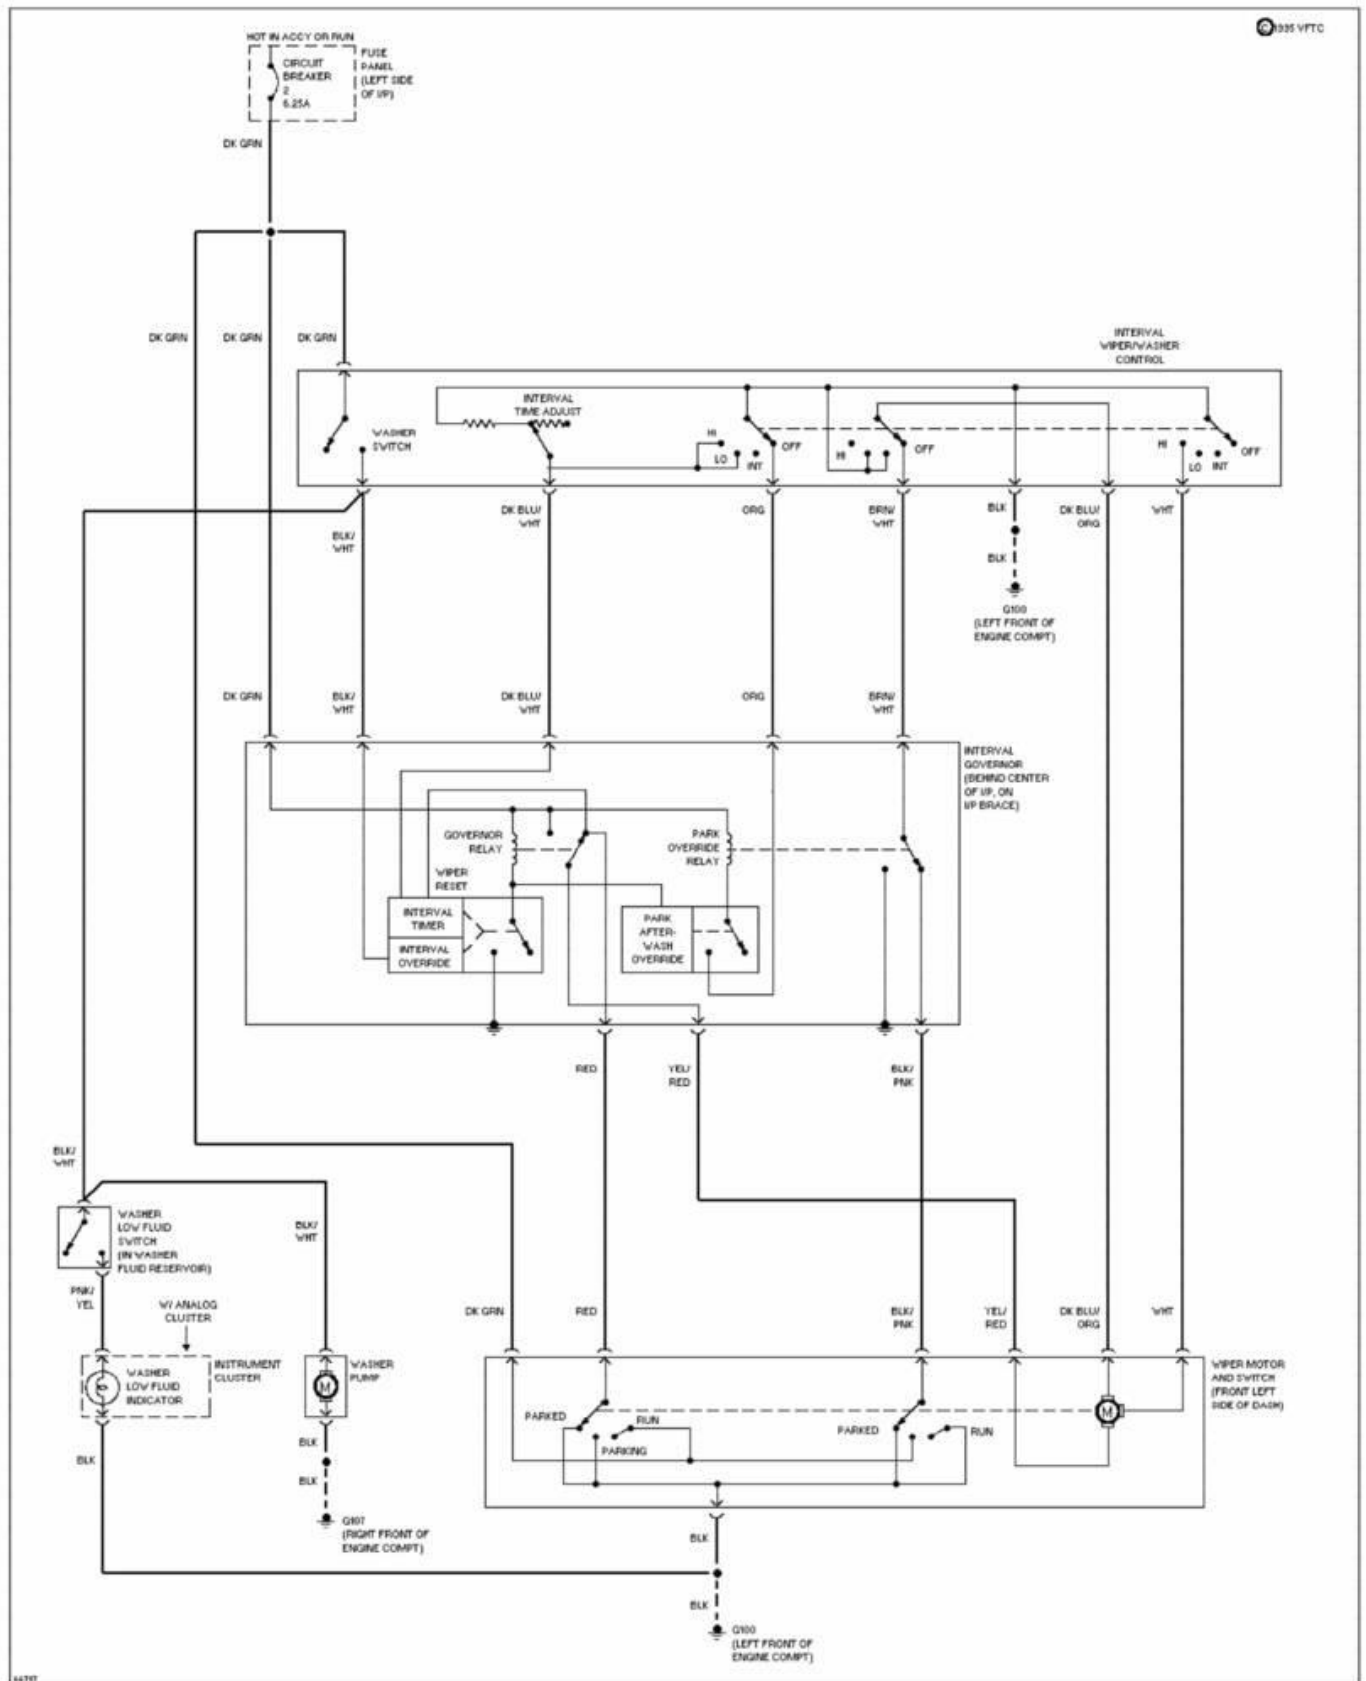 © 1995 VFTC
HOT IN ACCY OR RUN
CIRCUIT
BREAKER
2
6.25A
FUSE
PANEL
(LEFT SIDE
OF I/P)
DK GRN
DK GRN
DK GRN
DK GRN
INTERVAL
WIPER/WASHER
CONTROL
WASHER
SWITCH
INTERVAL
TIME ADJUST
HI
LO
INT
OFF
HI
OFF
HI
LO
INT
OFF
BLK/
WHT
DK BLU/
WHT
ORG
BRN/
WHT
BLK
BLK
DK BLU/
ORG
WHT
G100
(LEFT FRONT OF
ENGINE COMPT)
DK GRN
BLK/
WHT
DK BLU/
WHT
ORG
BRN/
WHT
INTERVAL
GOVERNOR
(BEHIND CENTER
OF I/P, ON
I/P BRACE)
GOVERNOR
RELAY
PARK
OVERRIDE
RELAY
WIPER
RESET
INTERVAL
TIMER
INTERVAL
OVERRIDE
PARK
AFTER-
WASH
OVERRIDE
RED
YEL/
RED
BLK/
PNK
BLK/
WHT
WASHER
LOW FLUID
SWITCH
(IN WASHER
FLUID RESERVOIR)
BLK/
WHT
PNK/
YEL
W/ ANALOG
CLUSTER
DK GRN
RED
BLK/
PNK
YEL/
RED
DK BLU/
ORG
WHT
WASHER
LOW FLUID
INDICATOR
INSTRUMENT
CLUSTER
M
WASHER
PUMP
WIPER MOTOR
AND SWITCH
(FRONT LEFT
SIDE OF DASH)
PARKED
RUN
PARKING
PARKED
RUN
M
BLK
BLK
BLK
G107
(RIGHT FRONT OF
ENGINE COMPT)
BLK
BLK
G100
(LEFT FRONT OF
ENGINE COMPT)